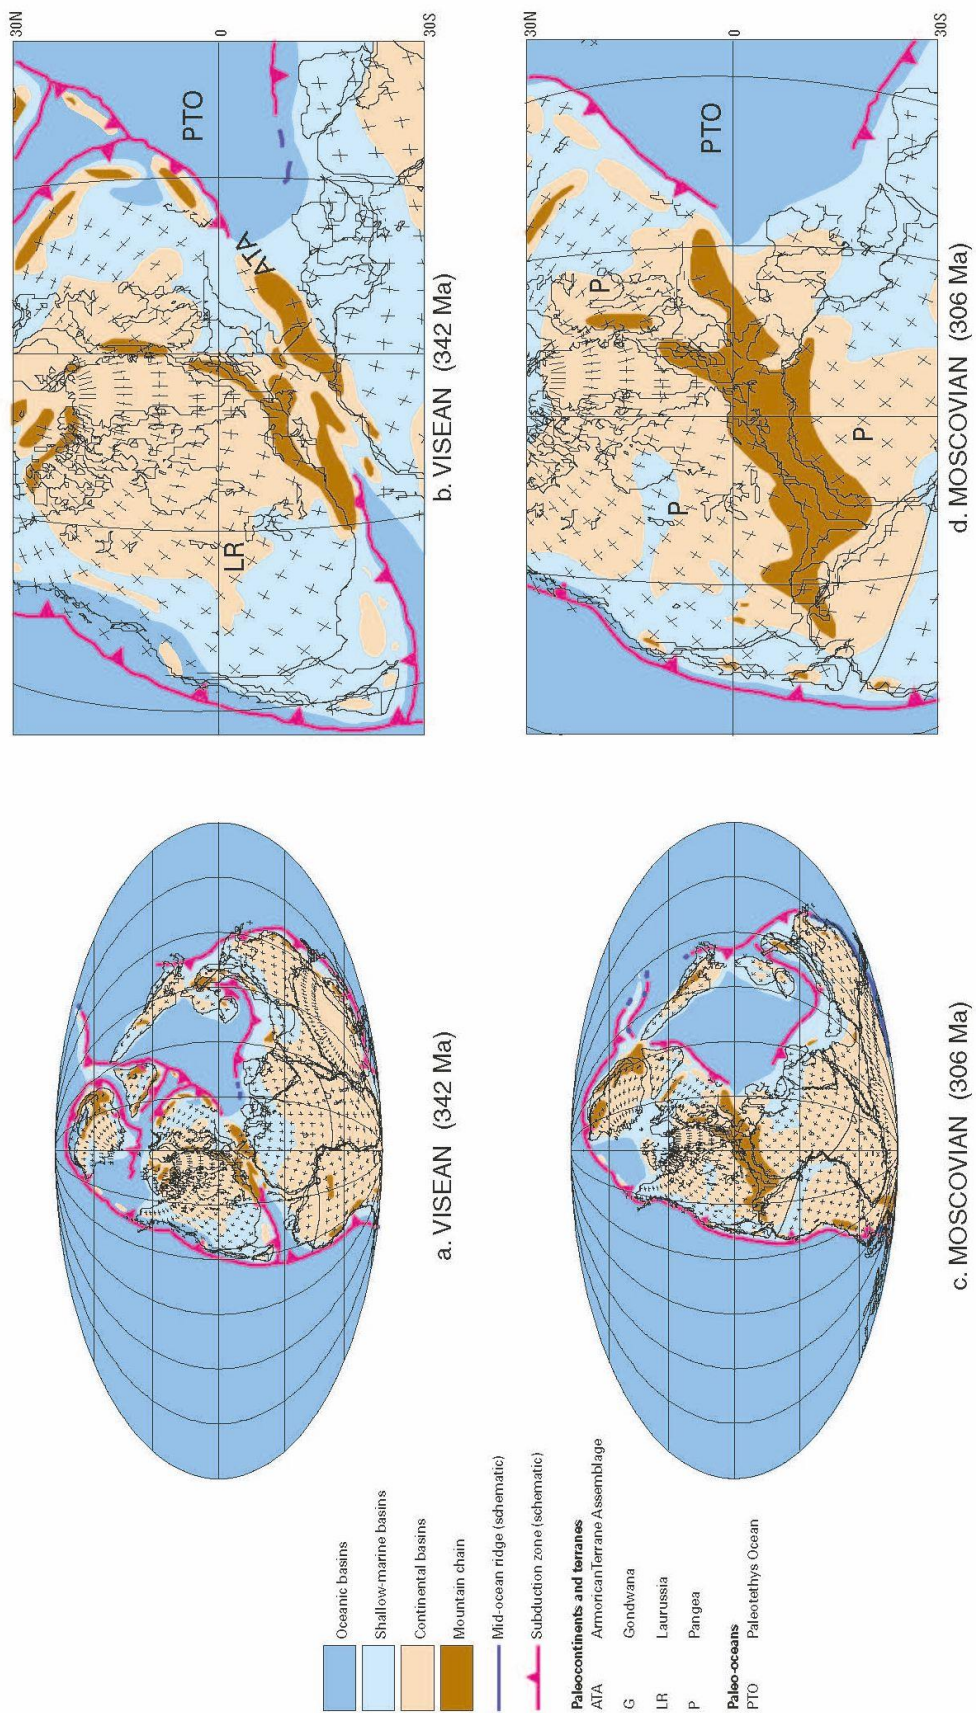 a. VISEAN (342 Ma)
30N
0
30S
PTO
ATA
LR
b. VISEAN (342 Ma)
c. MOSCOVIAN (306 Ma)
30N
0
30S
PTO
P
P
P
d. MOSCOVIAN (306 Ma)
Oceanic basins
Shallow-marine basins
Continental basins
Mountain chain
Mid-ocean ridge (schematic)
Subduction zone (schematic)
Paleocontinents and terranes
ATA ArmoricanTerrane Assemblage
G Gondwana
LR Laurussia
P Pangea
Paleo-oceans
PTO Paleotethys Ocean